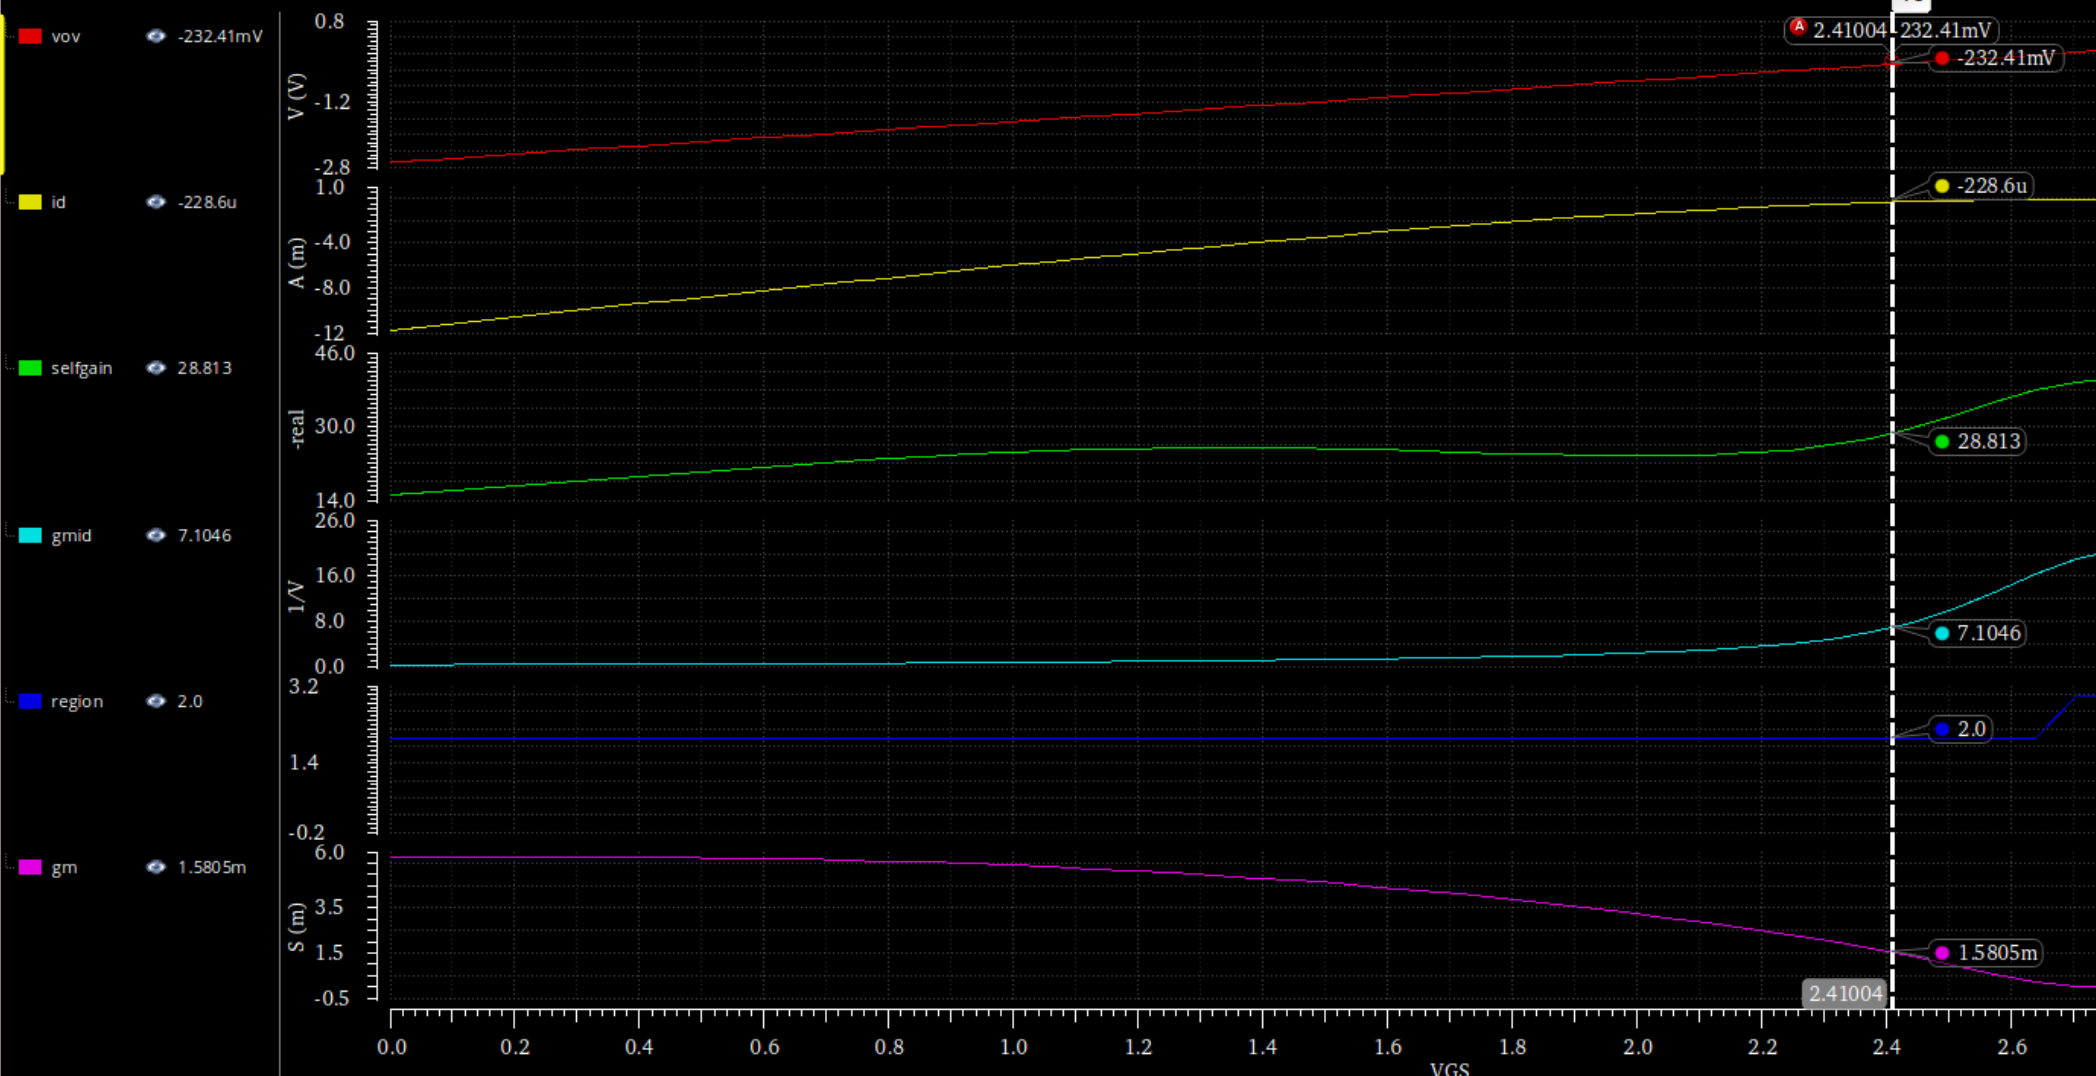 vov -232.41mV
0.8
V (V)
-1.2
-2.8
A 2.41004 -232.41mV
-232.41mV
id -228.6u
1.0
A (m)
-4.0
-8.0
-12
-228.6u
selfgain 28.813
46.0
-real
30.0
14.0
28.813
gmid 7.1046
26.0
1/V
16.0
8.0
0.0
7.1046
region 2.0
3.2
1.4
-0.2
2.0
gm 1.5805m
6.0
S (m)
3.5
1.5
-0.5
1.5805m
2.41004
0.0 0.2 0.4 0.6 0.8 1.0 1.2 1.4 1.6 1.8 2.0 2.2 2.4 2.6
VGS